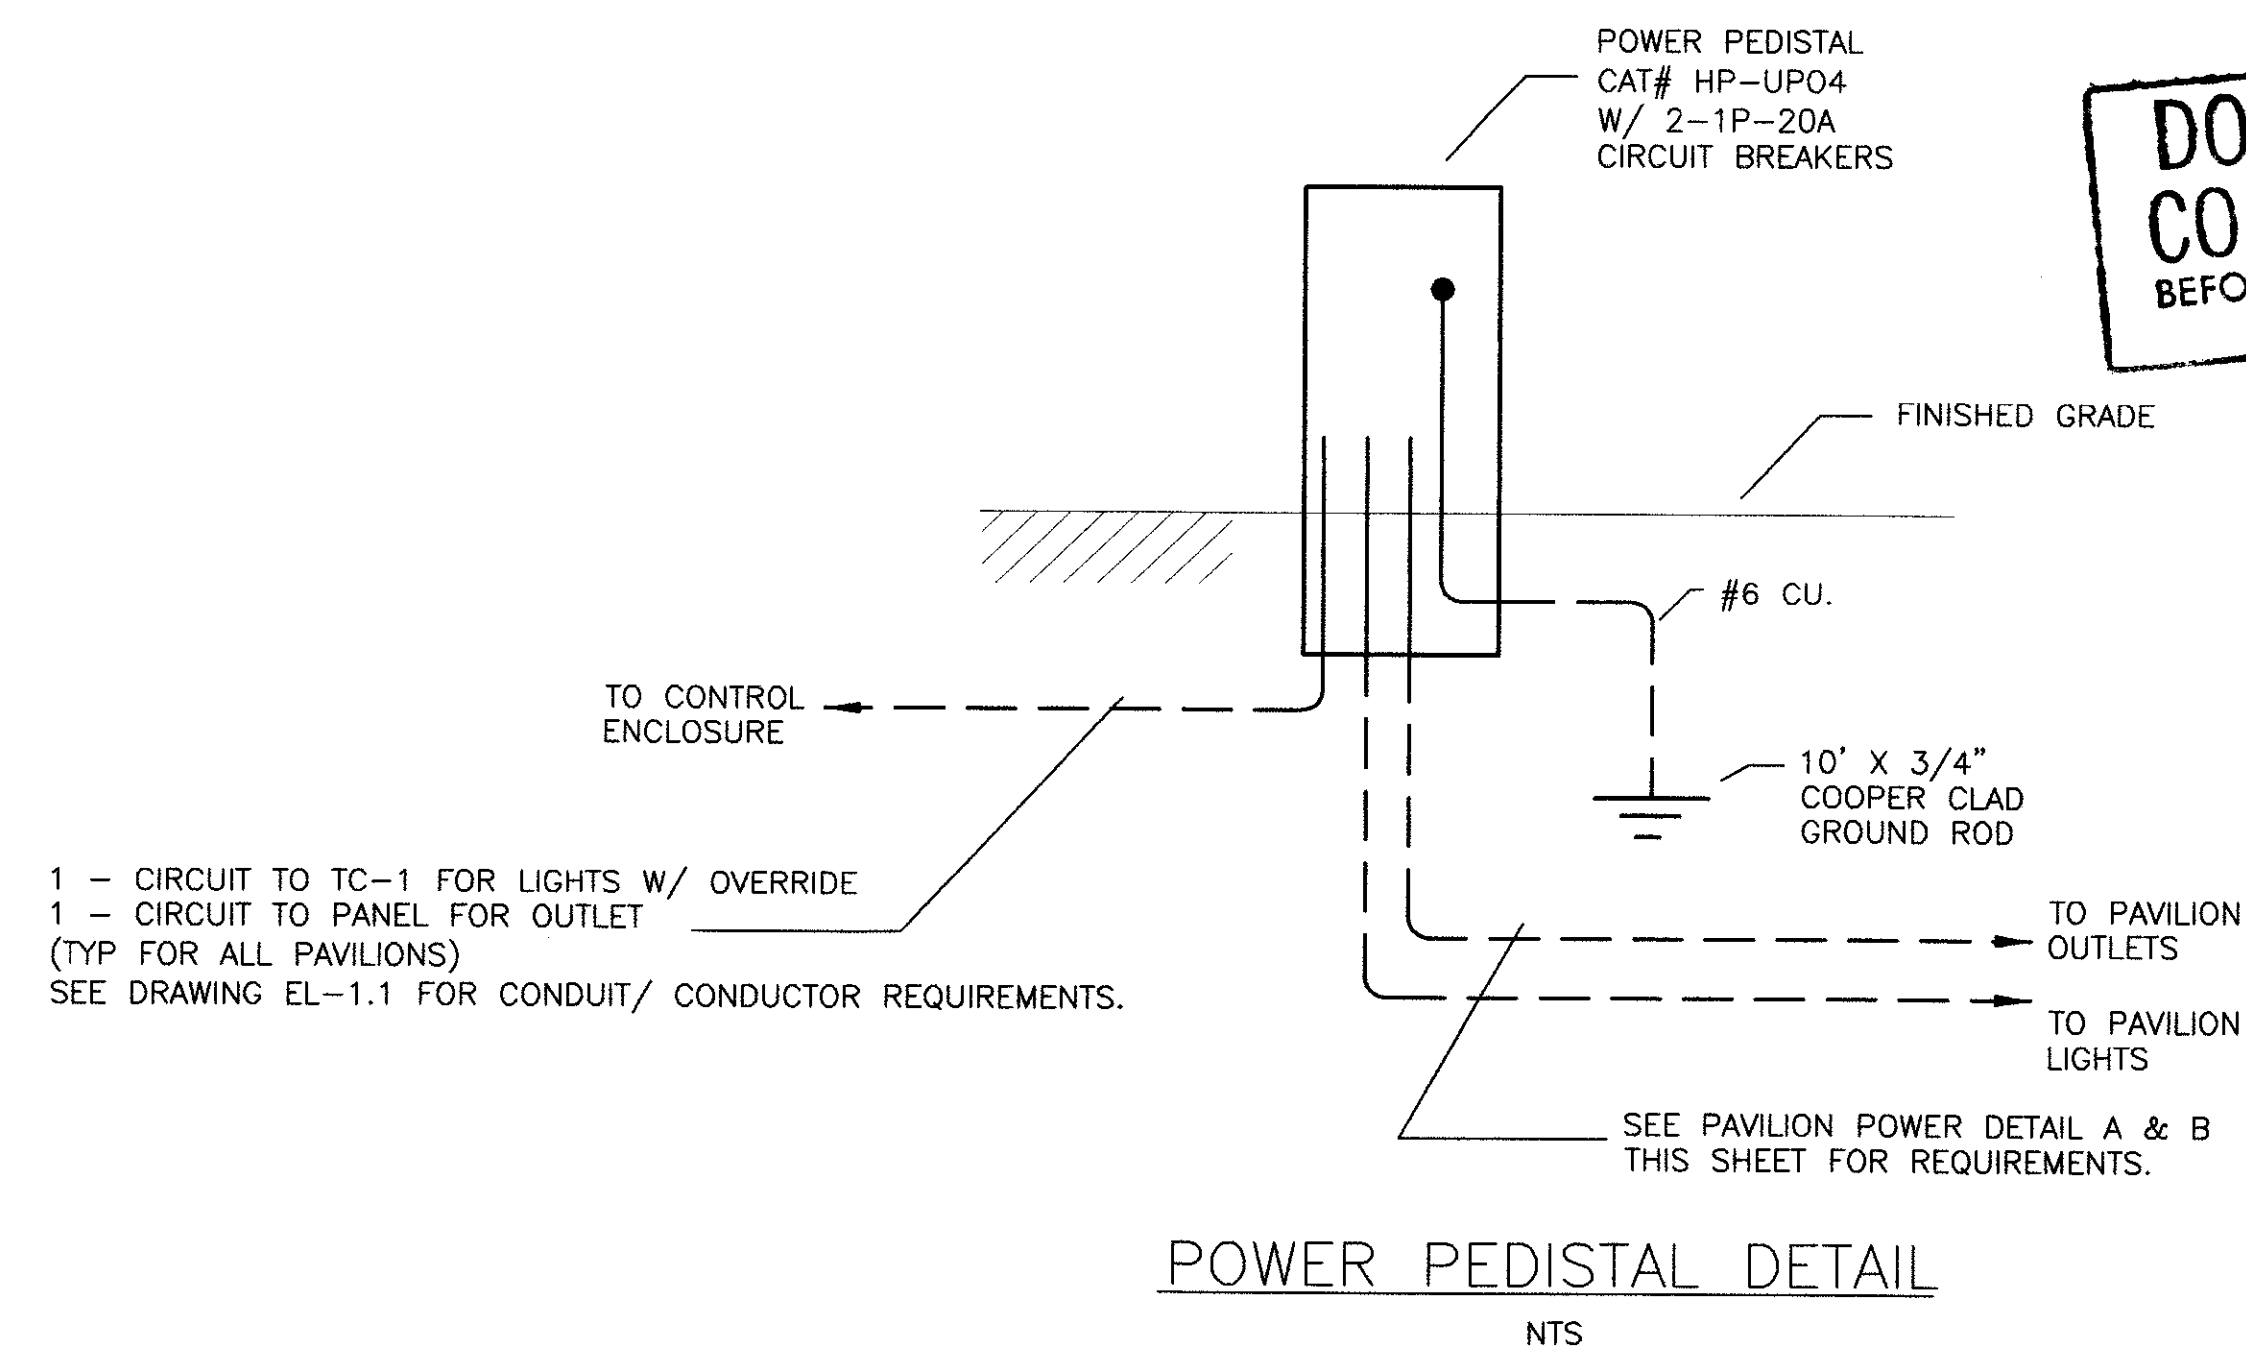 POWER PEDISTAL
CAT# HP-UP04
W/ 2-1P-20A
CIRCUIT BREAKERS
FINISHED GRADE
#6 CU.
TO CONTROL
ENCLOSURE
10' X 3/4"
COOPER CLAD
GROUND ROD
1 - CIRCUIT TO TC-1 FOR LIGHTS W/ OVERRIDE
1 - CIRCUIT TO PANEL FOR OUTLET
(TYP FOR ALL PAVILIONS)
SEE DRAWING EL-1.1 FOR CONDUIT/ CONDUCTOR REQUIREMENTS.
TO PAVILION
OUTLETS
TO PAVILION
LIGHTS
SEE PAVILION POWER DETAIL A & B
THIS SHEET FOR REQUIREMENTS.
POWER PEDISTAL DETAIL
NTS